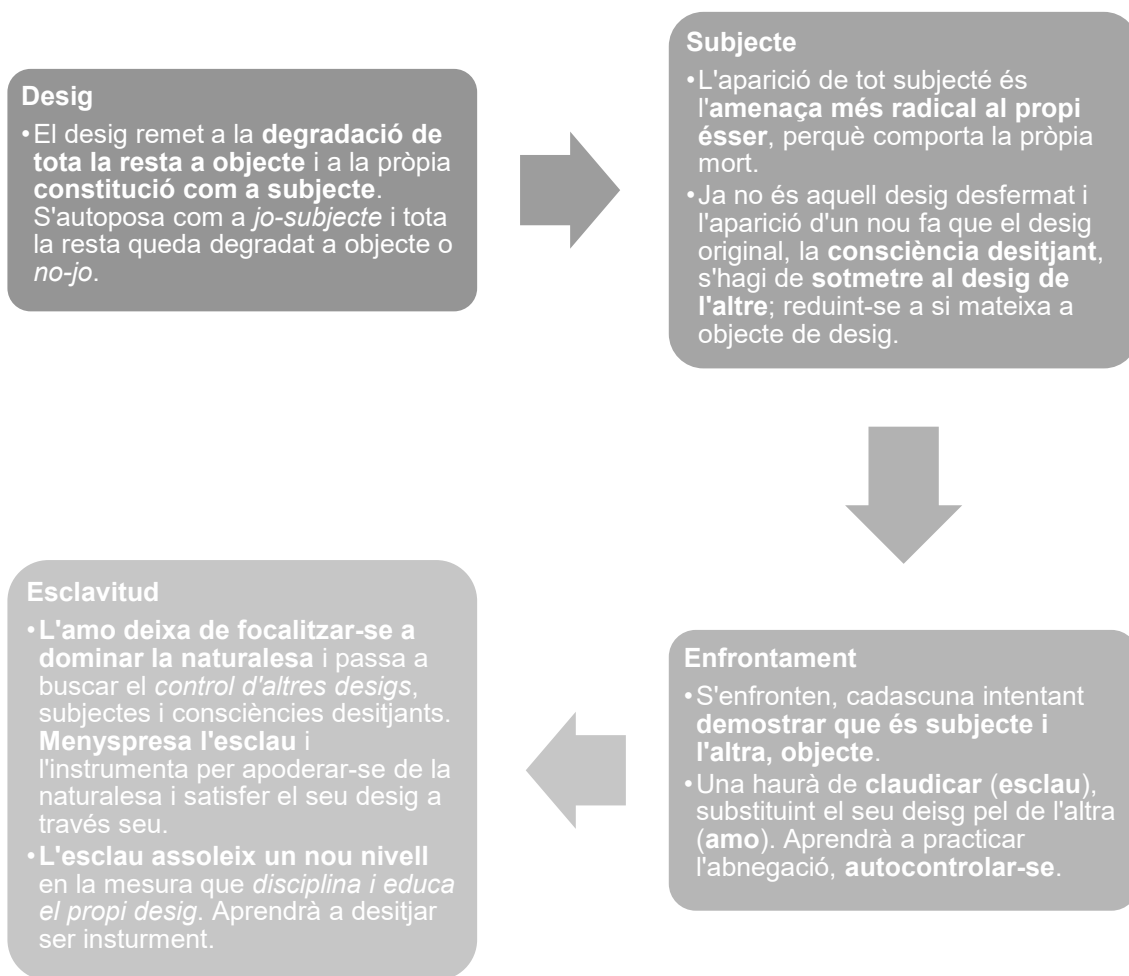 Desig
•El desig remet a la degradació de
tota la resta a objecte i a la pròpia
constitució com a subjecte.
S'autoposa com a jo-subjecte i tota
la resta queda degradat a objecte o
no-jo.
Subjecte
•L'aparició de tot subjecté és
l'amenaça més radical al propi
ésser, perquè comporta la pròpia
mort.
•Ja no és aquell desig desfermat i
l'aparició d'un nou fa que el desig
original, la consciència desitjant,
s'hagi de sotmetre al desig de
l'altre; reduint-se a si mateixa a
objecte de desig.
Enfrontament
•S'enfronten, cadascuna intentant
demostrar que és subjecte i
l'altra, objecte.
•Una haurà de claudicar (esclau),
substituint el seu deisg pel de l'altra
(amo). Aprendrà a practicar
l'abnegació, autocontrolar-se.
Esclavitud
•L'amo deixa de focalitzar-se a
dominar la naturalesa i passa a
buscar el control d'altres desigs,
subjectes i consciències desitjants.
Menyspresa l'esclau i
l'instrumenta per apoderar-se de la
naturalesa i satisfer el seu desig a
través seu.
•L'esclau assoleix un nou nivell
en la mesura que disciplina i educa
el propi desig. Aprendrà a desitjar
ser insturment.